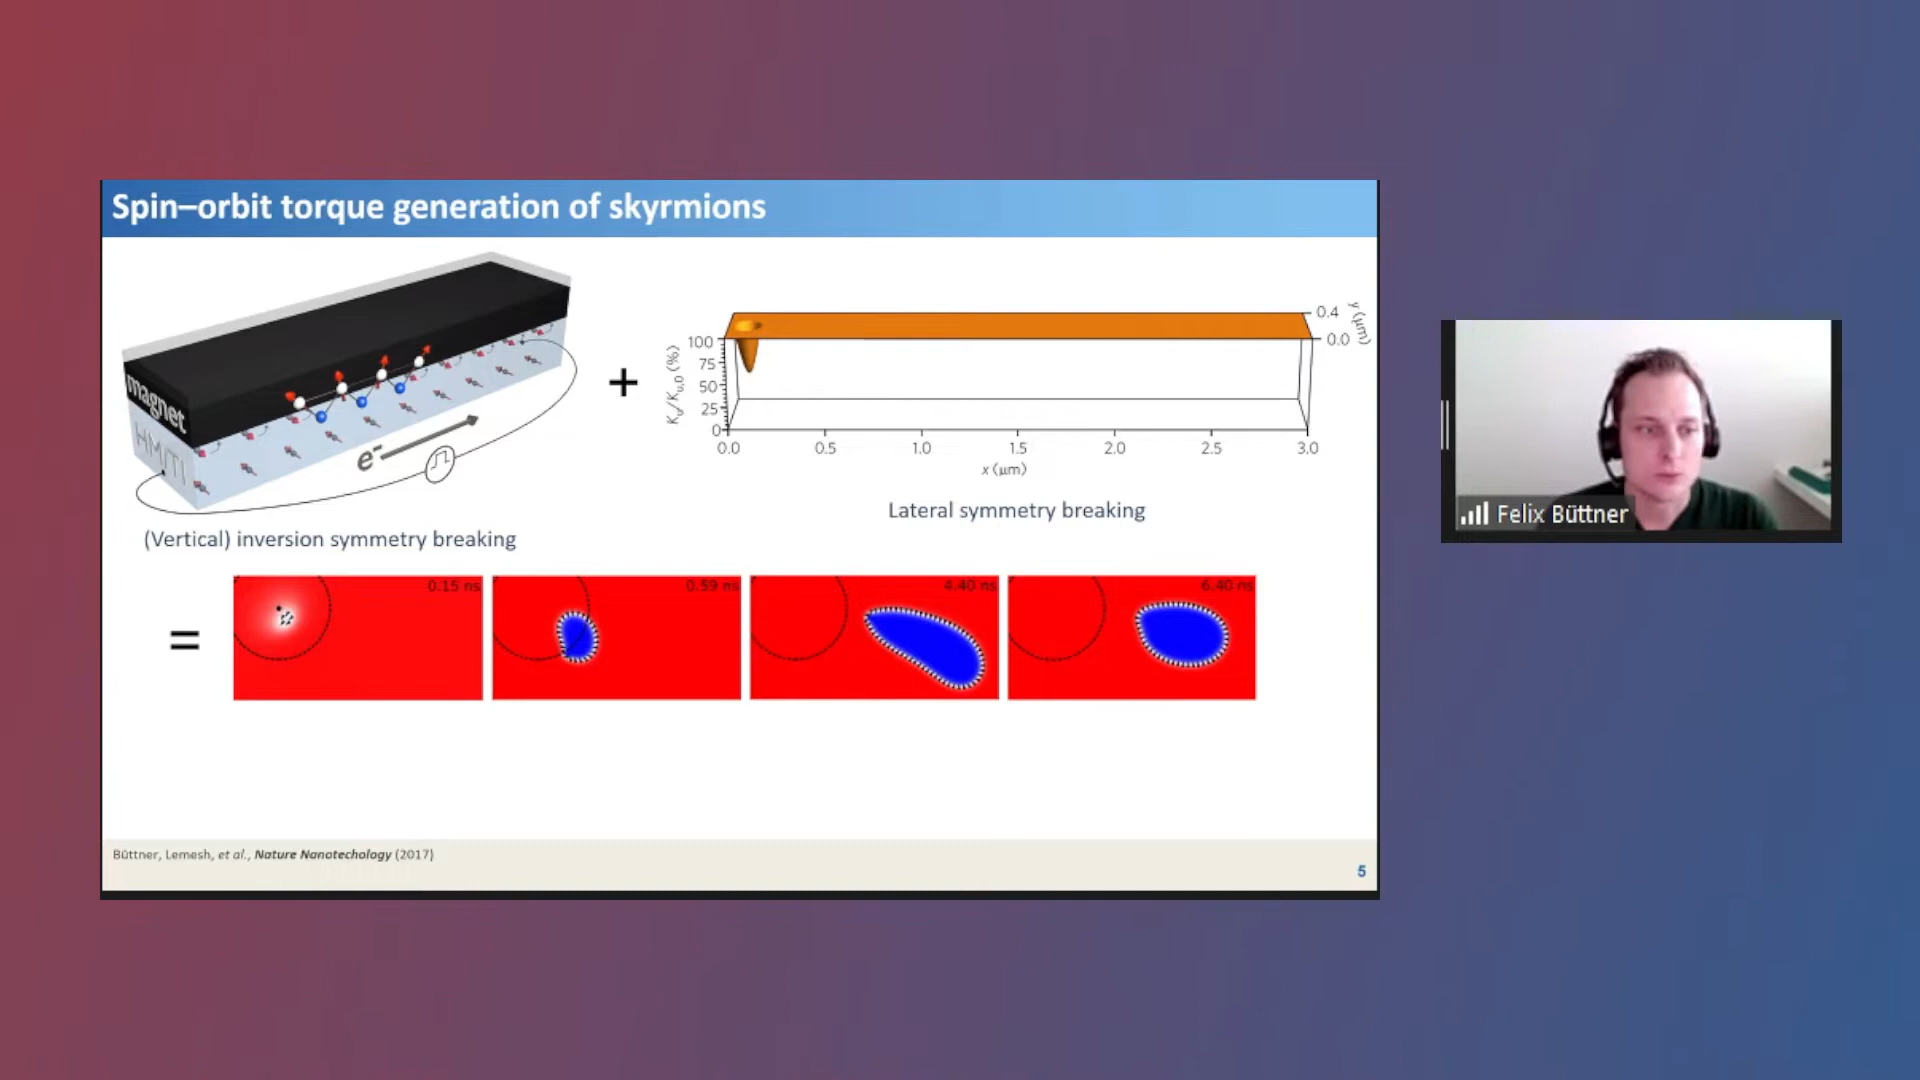 Spin–orbit torque generation of skyrmions
magnet
HM/TI
e-
+
100
75
50
25
0
Ku/Ku,0 (%)
0.4
0.0
y (μm)
0.0 0.5 1.0 1.5 2.0 2.5 3.0
x (μm)
Lateral symmetry breaking
(Vertical) inversion symmetry breaking
=
0.15 ns
0.59 ns
4.40 ns
6.40 ns
Büttner, Lemesh, et al., Nature Nanotechology (2017)
5
Felix Büttner